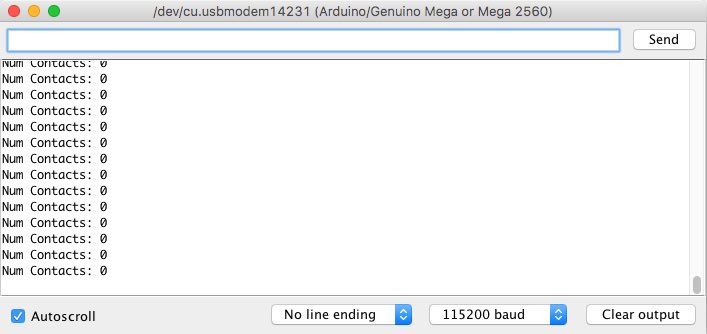 /dev/cu.usbmodem14231 (Arduino/Genuino Mega or Mega 2560)
Send
Num Contacts: 0
Num Contacts: 0
Num Contacts: 0
Num Contacts: 0
Num Contacts: 0
Num Contacts: 0
Num Contacts: 0
Num Contacts: 0
Num Contacts: 0
Num Contacts: 0
Num Contacts: 0
Num Contacts: 0
Num Contacts: 0
Num Contacts: 0
Autoscroll No line ending 115200 baud Clear output